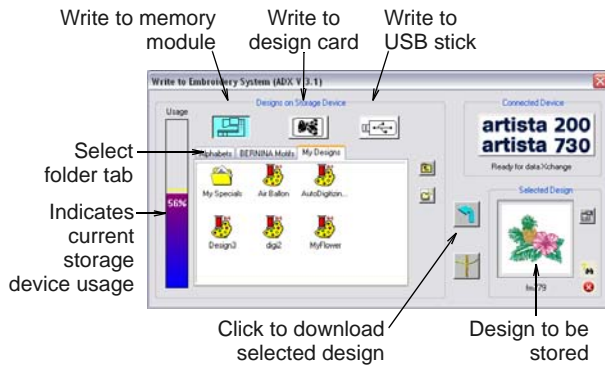 Write to memory
module
Write to
design card
Write to
USB stick
Write to Embroidery System (ADX V 3.1)
Usage
Designs on Storage Device
Connected Device
artista 200
artista 730
Ready for data Xchange
Select
folder tab
Alphabets BERNINA Motifs My Designs
My Specials Air Ballon AutoDigitizin...
Selected Design
56%
Indicates
current
storage
device usage
Design3 digi2 MyFlower
Click to download
selected design
Design to be
stored